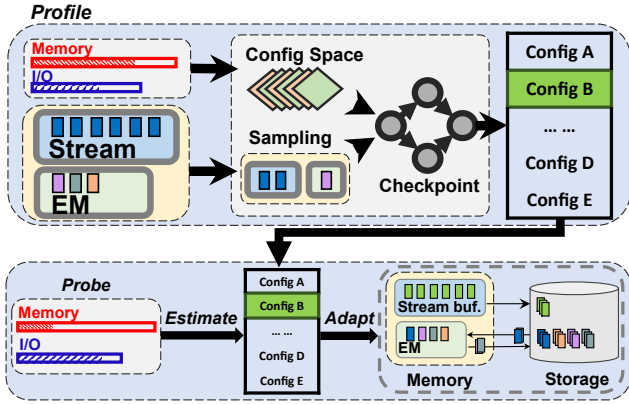 Profile
Memory
I/O
Stream
EM
Config Space
Sampling
Checkpoint
Config A
Config B
... ...
Config D
Config E
Probe
Memory
I/O
Estimate
Config A
Config B
... ...
Config D
Config E
Adapt
Stream buf.
EM
Memory
Storage